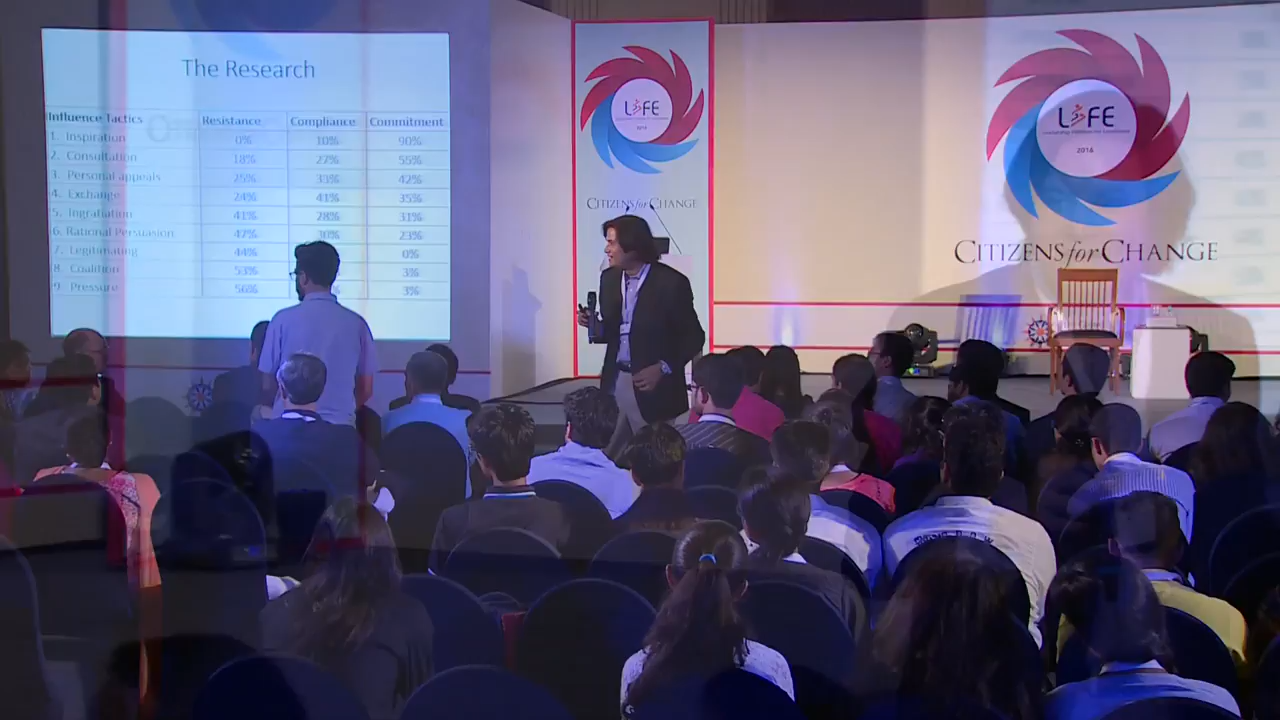 The Research
Influence Tactics Resistance Compliance Commitment
1. Inspiration 0% 10% 90%
2. Consultation 18% 27% 55%
3. Personal appeals 25% 33% 42%
4. Exchange 24% 41% 35%
5. Ingratiation 41% 28% 31%
6. Rational Persuasion 47% 30% 23%
7. Legitimating 44% 0%
8. Coalition 53% 3%
9. Pressure 56% % 3%
LIFE
2016
CITIZENS for CHANGE
LIFE
2016
CITIZENS for CHANGE